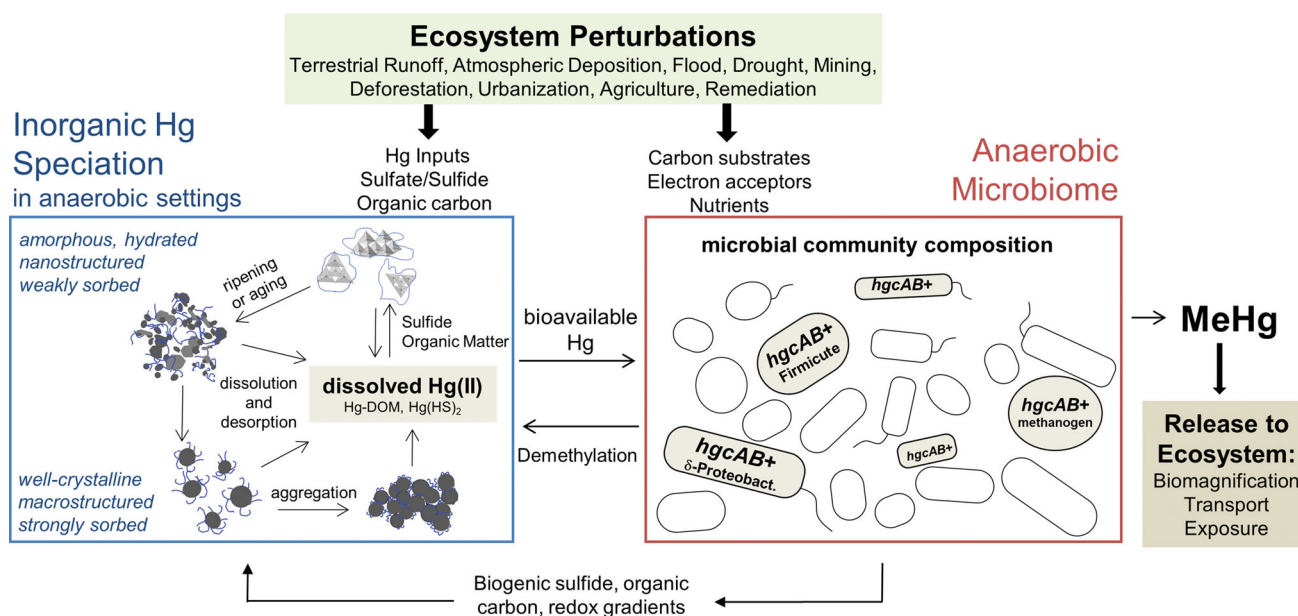 Ecosystem Perturbations
Terrestrial Runoff, Atmospheric Deposition, Flood, Drought, Mining,
Deforestation, Urbanization, Agriculture, Remediation
Inorganic Hg
Speciation
in anaerobic settings
Hg Inputs
Sulfate/Sulfide
Organic carbon
Carbon substrates
Electron acceptors
Nutrients
Anaerobic
Microbiome
amorphous, hydrated
nanostructured
weakly sorbed
ripening
or aging
Sulfide
Organic Matter
dissolution
and
desorption
dissolved Hg(II)
Hg-DOM, Hg(HS)2
well-crystalline
macrostructured
strongly sorbed
aggregation
bioavailable
Hg
Demethylation
microbial community composition
hgcAB+
hgcAB+
Firmicute
hgcAB+
methanogen
hgcAB+
δ-Proteobact.
hgcAB+
MeHg
Release to
Ecosystem:
Biomagnification
Transport
Exposure
Biogenic sulfide, organic
carbon, redox gradients